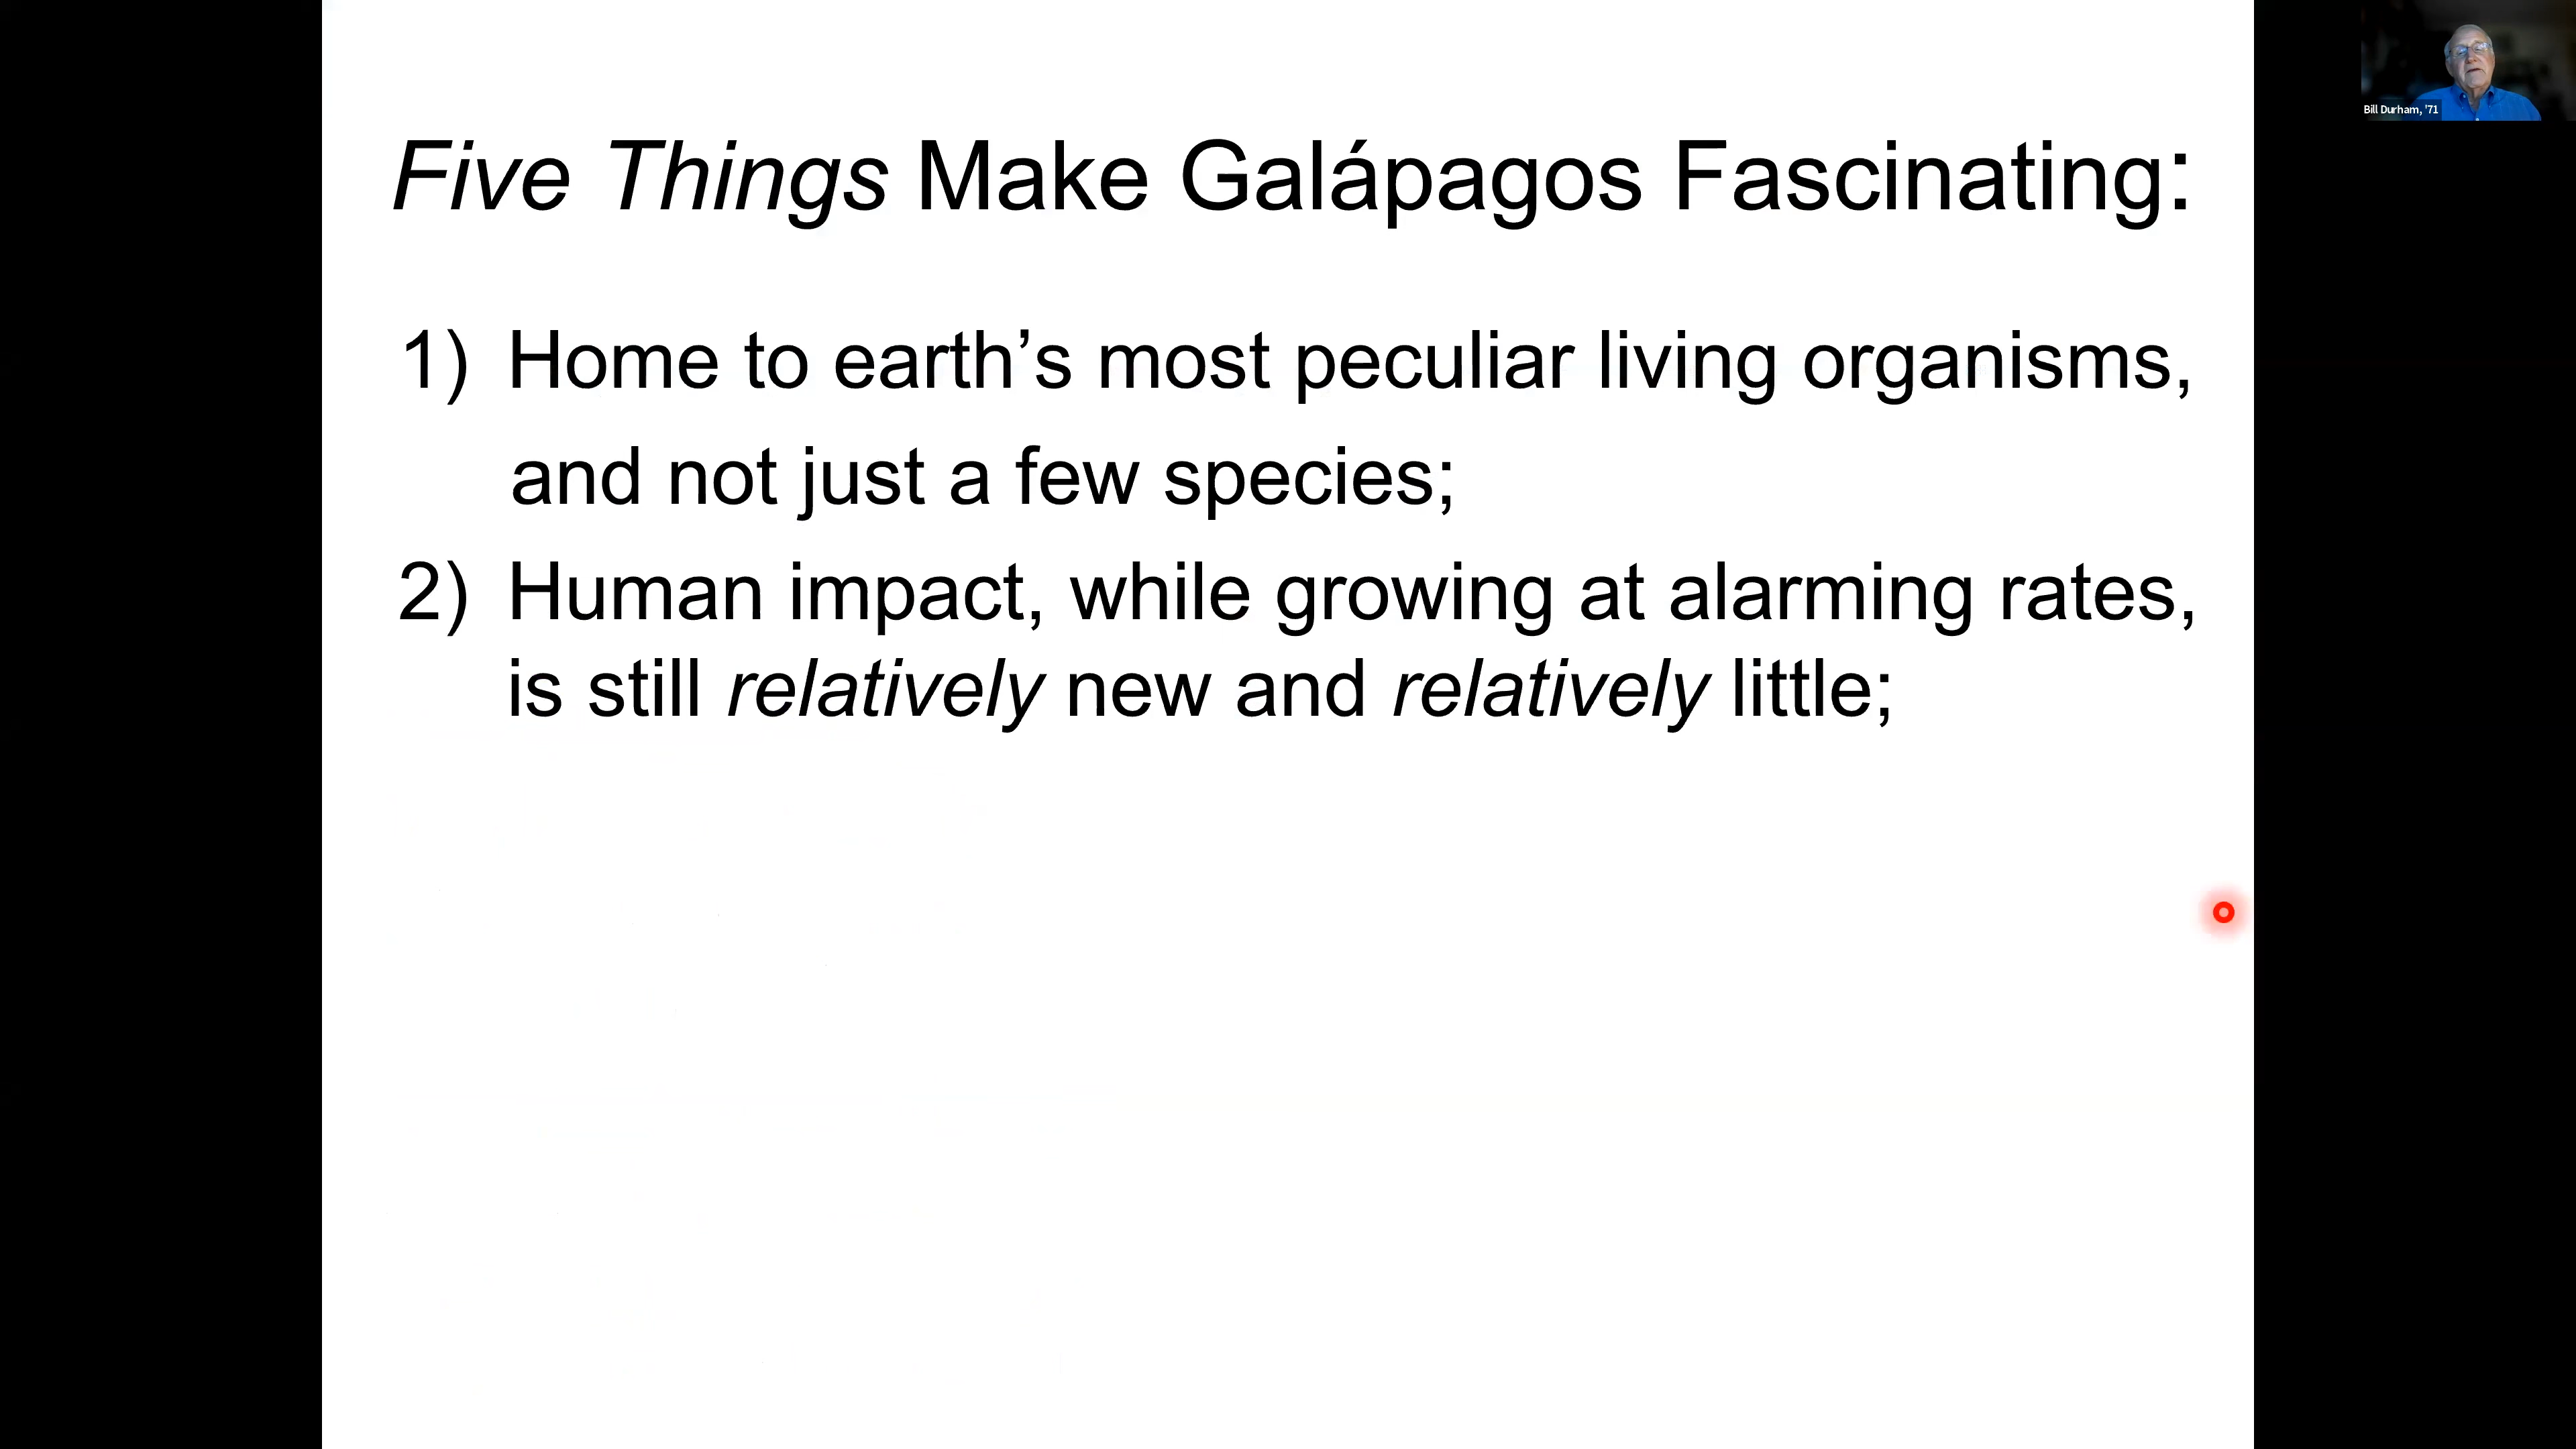 Five Things Make Galápagos Fascinating:
1) Home to earth’s most peculiar living organisms,
and not just a few species;
2) Human impact, while growing at alarming rates,
is still relatively new and relatively little;
Bill Durham, '71